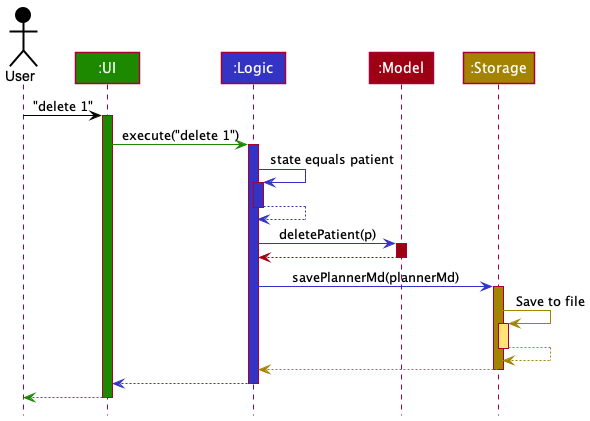 User
:UI
:Logic
:Model
:Storage
"delete 1"
execute("delete 1")
state equals patient
deletePatient(p)
savePlannerMd(plannerMd)
Save to file